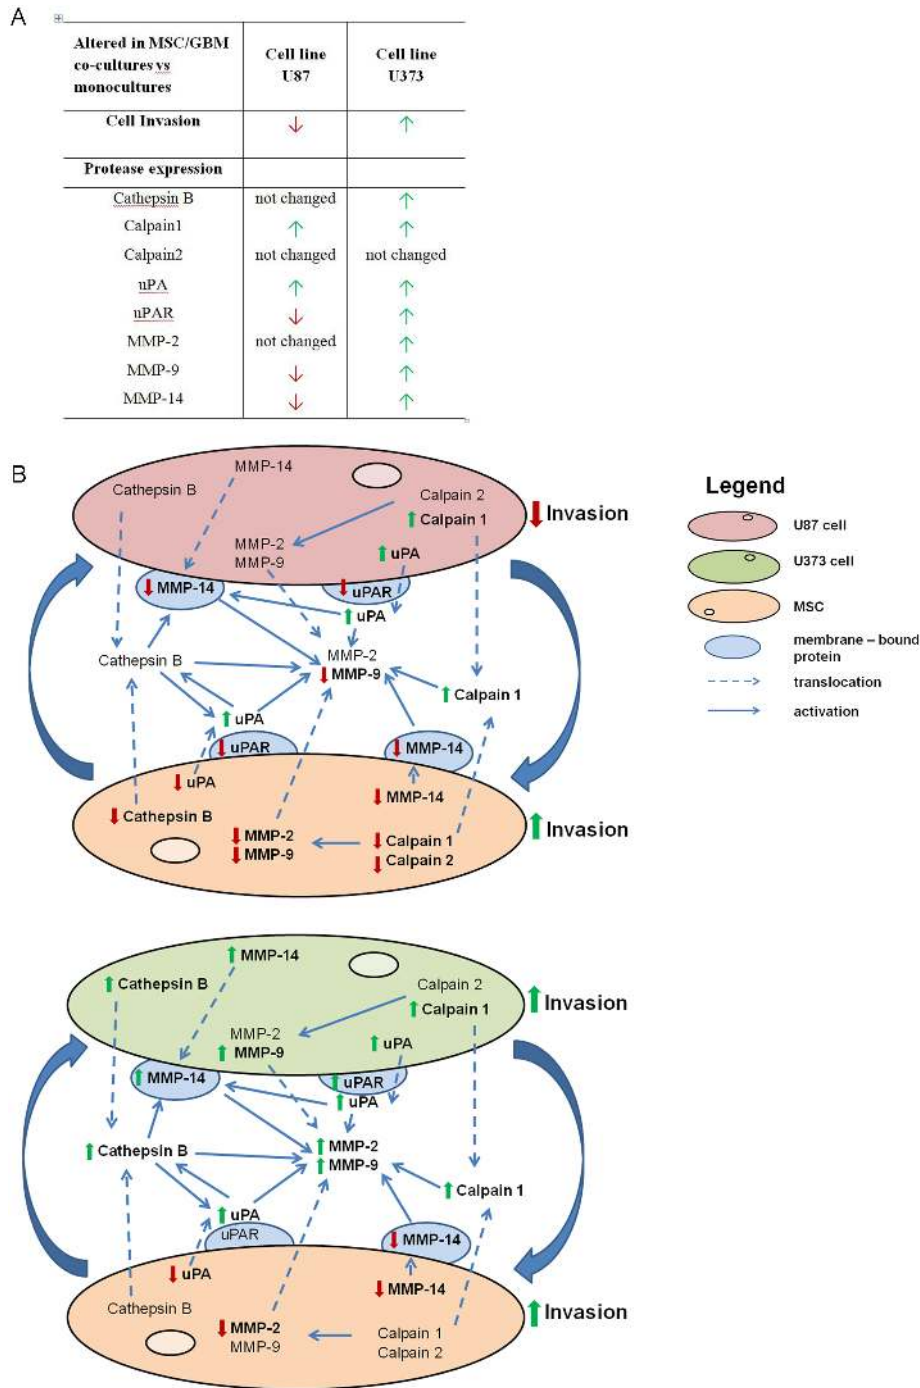 A
Altered in MSC/GBM
co-cultures vs
monocultures
Cell line
U87
Cell line
U373
Cell Invasion ↓ ↑
Protease expression
Cathepsin B not changed ↑
Calpain1 ↑ ↑
Calpain2 not changed not changed
uPA ↑ ↑
uPAR ↓ ↑
MMP-2 not changed ↑
MMP-9 ↓ ↑
MMP-14 ↓ ↑
B
MMP-14
Cathepsin B
Calpain 2
Calpain 1
Invasion
MMP-2
MMP-9
uPA
MMP-14
uPAR
uPA
Cathepsin B
MMP-2
MMP-9
Calpain 1
uPA
uPAR
MMP-14
uPA
MMP-14
Cathepsin B
MMP-2
MMP-9
Calpain 1
Calpain 2
Invasion
Legend
U87 cell
U373 cell
MSC
membrane – bound
protein
translocation
activation
MMP-14
Cathepsin B
Calpain 2
Calpain 1
Invasion
MMP-2
MMP-9
uPA
MMP-14
uPAR
uPA
Cathepsin B
MMP-2
MMP-9
Calpain 1
uPA
uPAR
MMP-14
uPA
MMP-14
Cathepsin B
MMP-2
MMP-9
Calpain 1
Calpain 2
Invasion